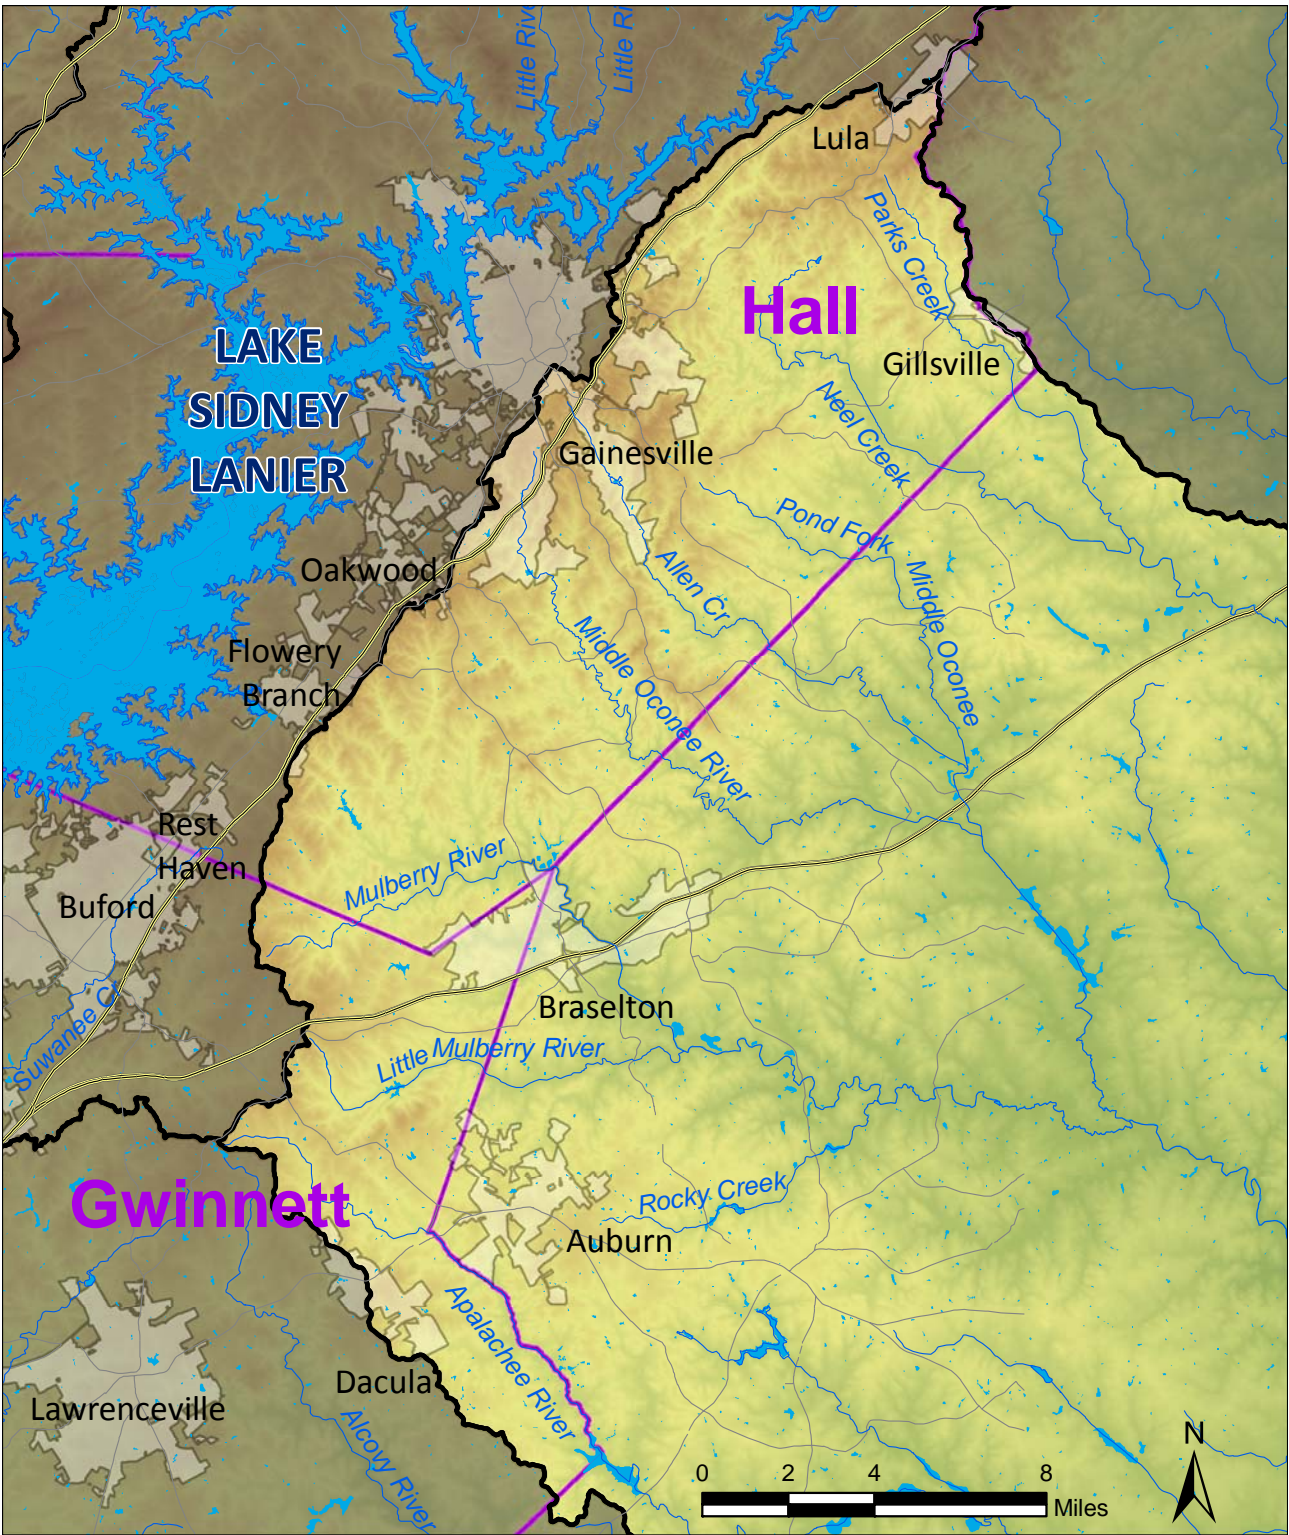 Little Rive
Little Ri
Lula
Parks Creek
Hall
LAKE
SIDNEY
LANIER
Gillsville
Neel Creek
Gainesville
Pond Fork
Oakwood
Allen Cr
Middle Oconee
Flowery
Branch
Middle Oconee River
Rest
Haven
Mulberry River
Buford
Suwanee Cr
Braselton
Little Mulberry River
Gwinnett
Rocky Creek
Auburn
Apalachee River
Dacula
Lawrenceville
Alcovy River
N
0 2 4 8
Miles